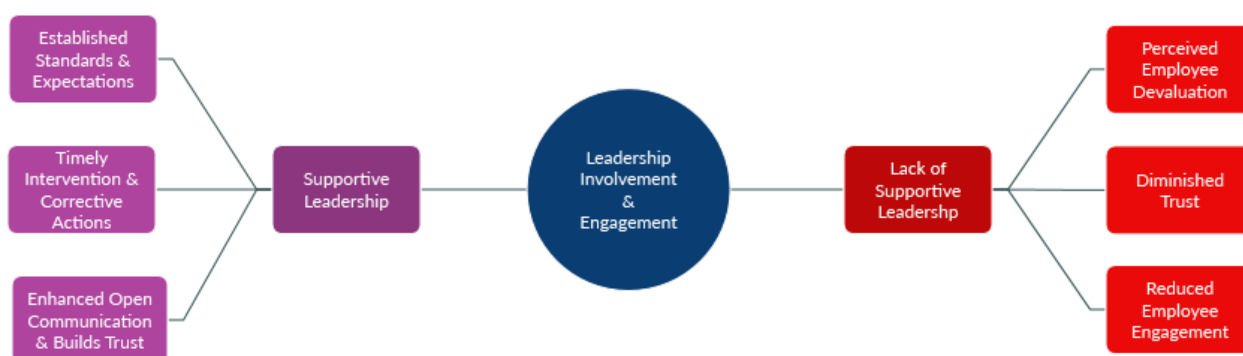 Established
Standards &
Expectations
Timely
Intervention &
Corrective
Actions
Enhanced Open
Communication
& Builds Trust
Supportive
Leadership
Leadership
Involvement
&
Engagement
Lack of
Supportive
Leadershp
Perceived
Employee
Devaluation
Diminished
Trust
Reduced
Employee
Engagement